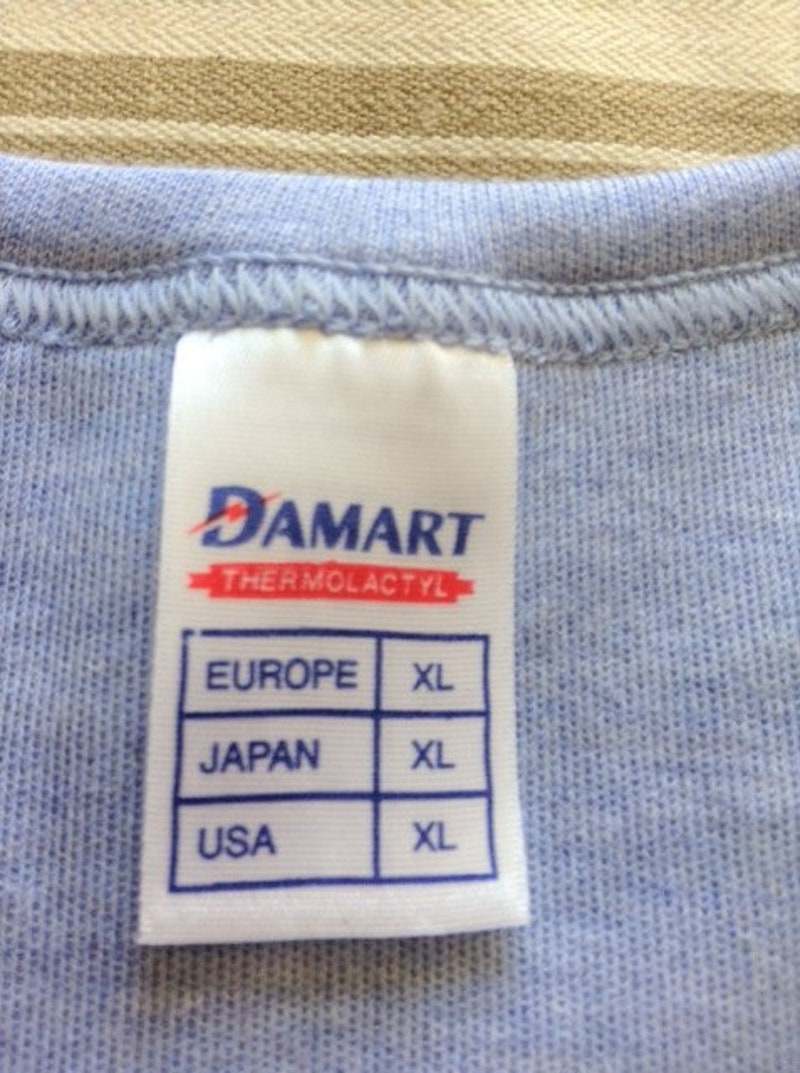 DAMART
THERMOLACTYL
EUROPE XL
JAPAN XL
USA XL